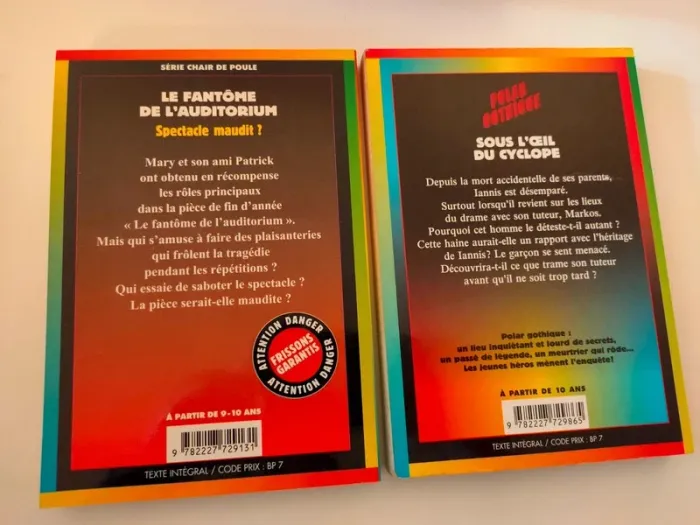 SÉRIE CHAIR DE POULE
LE FANTÔME
DE L'AUDITORIUM
Spectacle maudit ?
Mary et son ami Patrick
ont obtenu en récompense
les rôles principaux
dans la pièce de fin d'année
« Le fantôme de l'auditorium ».
Mais qui s'amuse à faire des plaisanteries
qui frôlent la tragédie
pendant les répétitions ?
Qui essaie de saboter le spectacle ?
La pièce serait-elle maudite ?
ATTENTION DANGER
FRISSONS
GARANTIS
ATTENTION DANGER
À PARTIR DE 9-10 ANS
9 782227 729131
TEXTE INTÉGRAL / CODE PRIX : BP 7
POLAR
GOTHIQUE
SOUS L'ŒIL
DU CYCLOPE
Depuis la mort accidentelle de ses parents,
Iannis est désemparé.
Surtout lorsqu'il revient sur les lieux
du drame avec son tuteur, Markos.
Pourquoi cet homme le déteste-t-il autant ?
Cette haine aurait-elle un rapport avec l'héritage
de Iannis? Le garçon se sent menacé.
Découvrira-t-il ce que trame son tuteur
avant qu'il ne soit trop tard ?
Polar gothique :
un lieu inquiétant et lourd de secrets,
un passé de légende, un meurtrier qui rôde...
Les jeunes héros mènent l'enquête!
À PARTIR DE 10 ANS
9 782227 729865
TEXTE INTÉGRAL / CODE PRIX : BP 7